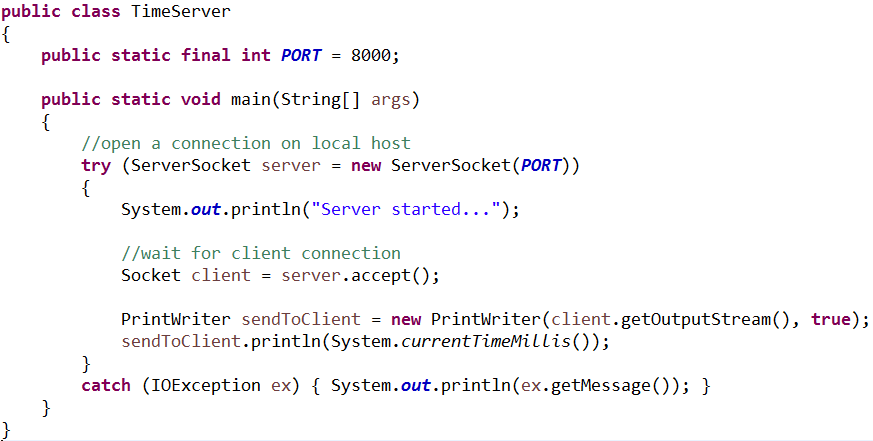 public class TimeServer
{
    public static final int PORT = 8000;

    public static void main(String[] args)
    {
        //open a connection on local host
        try (ServerSocket server = new ServerSocket(PORT))
        {
            System.out.println("Server started...");

            //wait for client connection
            Socket client = server.accept();

            PrintWriter sendToClient = new PrintWriter(client.getOutputStream(), true);
            sendToClient.println(System.currentTimeMillis());
        }
        catch (IOException ex) { System.out.println(ex.getMessage()); }
    }
}